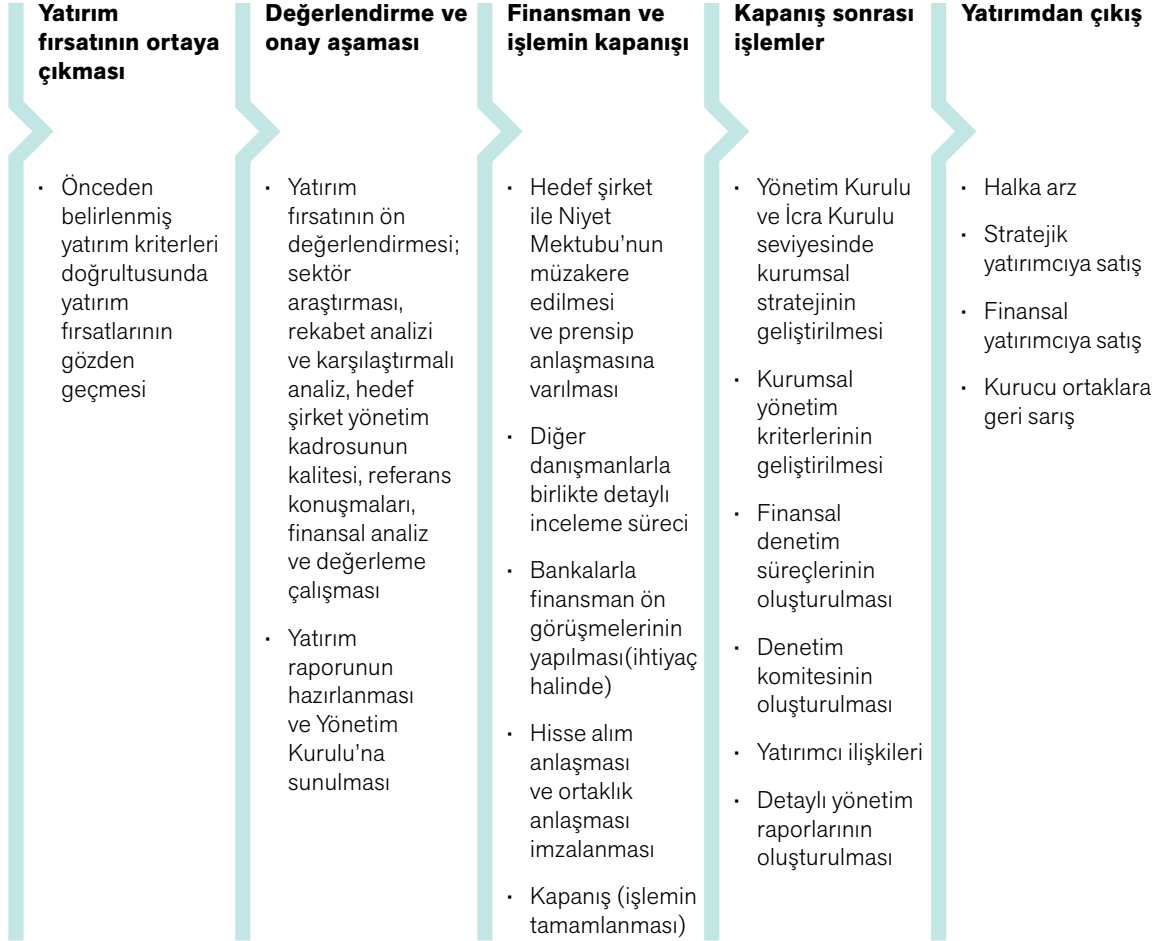 Yatırım
fırsatının ortaya
çıkması
Önceden
belirlenmiş
yatırım kriterleri
doğrultusunda
yatırım
fırsatlarının
gözden
geçmesi
Değerlendirme ve
onay aşaması
Yatırım
fırsatının ön
değerlendirmesi;
sektör
araştırması,
rekabet analizi
ve karşılaştırmalı
analiz, hedef
şirket yönetim
kadrosunun
kalitesi, referans
konuşmaları,
finansal analiz
ve değerleme
çalışması
Yatırım
raporunun
hazırlanması
ve Yönetim
Kurulu’na
sunulması
Finansman ve
işlemin kapanışı
Hedef şirket
ile Niyet
Mektubu’nun
müzakere
edilmesi
ve prensip
anlaşmasına
varılması
Diğer
danışmanlarla
birlikte detaylı
inceleme süreci
Bankalarla
finansman ön
görüşmelerinin
yapılması(ihtiyaç
halinde)
Hisse alım
anlaşması
ve ortaklık
anlaşması
imzalanması
Kapanış (işlemin
tamamlanması)
Kapanış sonrası
işlemler
Yönetim Kurulu
ve İcra Kurulu
seviyesinde
kurumsal
stratejinin
geliştirilmesi
Kurumsal
yönetim
kriterlerinin
geliştirilmesi
Finansal
denetim
süreçlerinin
oluşturulması
Denetim
komitesinin
oluşturulması
Yatırımcı ilişkileri
Detaylı yönetim
raporlarının
oluşturulması
Yatırımdan çıkış
Halka arz
Stratejik
yatırımcıya satış
Finansal
yatırımcıya satış
Kurucu ortaklara
geri sarış